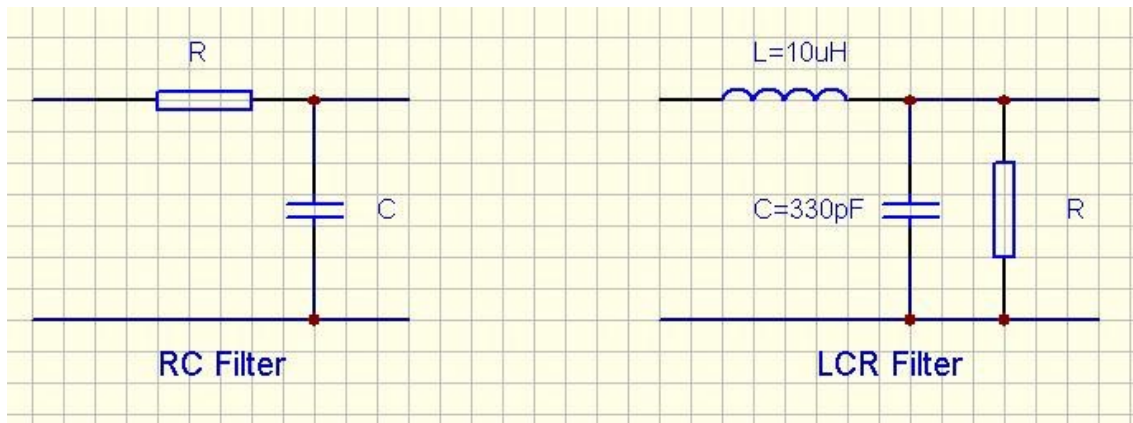 R
C
RC Filter
L=10uH
C=330pF
R
LCR Filter